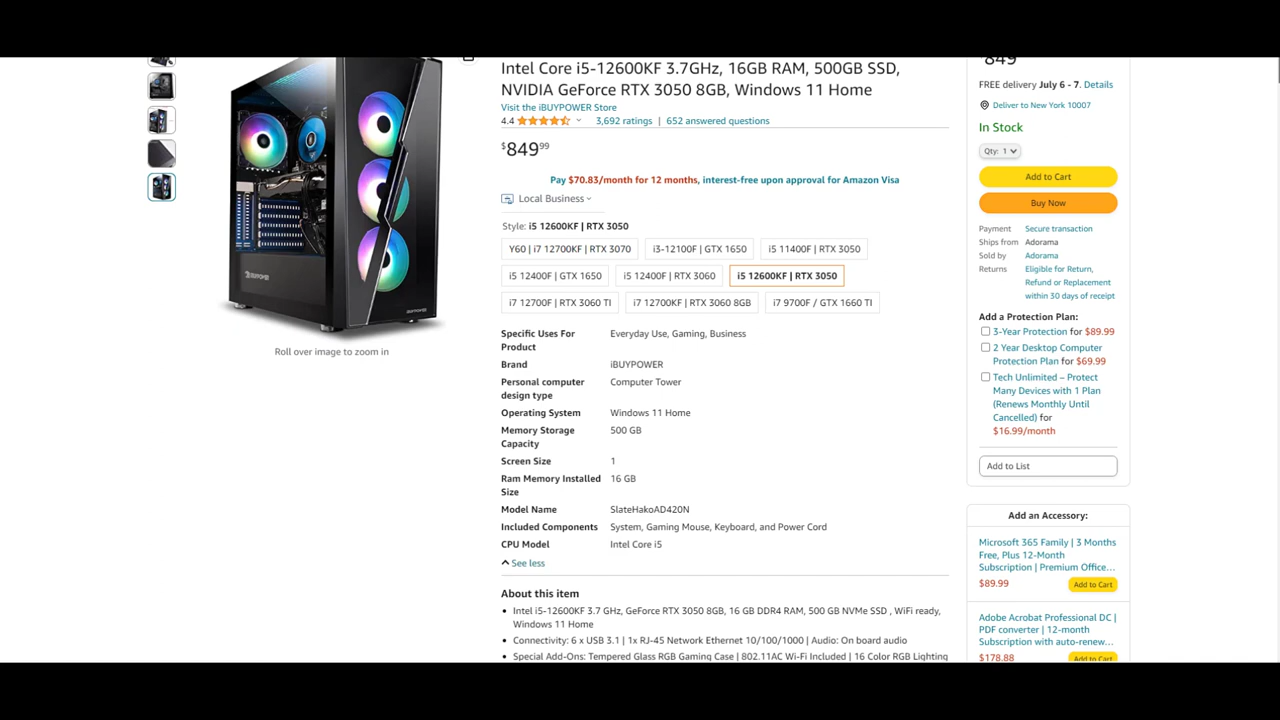 Intel Core i5-12600KF 3.7GHz, 16GB RAM, 500GB SSD,
NVIDIA GeForce RTX 3050 8GB, Windows 11 Home
Visit the iBUYPOWER Store
4.4 3,692 ratings | 652 answered questions
$849.99
Pay $70.83/month for 12 months, interest-free upon approval for Amazon Visa
Local Business
Style: i5 12600KF | RTX 3050
Y60 | i7 12700KF | RTX 3070
i3-12100F | GTX 1650
i5 11400F | RTX 3050
i5 12400F | GTX 1650
i5 12400F | RTX 3060
i5 12600KF | RTX 3050
i7 12700F | RTX 3060 TI
i7 12700KF | RTX 3060 8GB
i7 9700F / GTX 1660 TI
Specific Uses For
Product
Everyday Use, Gaming, Business
Brand iBUYPOWER
Personal computer
design type
Computer Tower
Operating System Windows 11 Home
Memory Storage
Capacity
500 GB
Screen Size 1
Ram Memory Installed
Size
16 GB
Model Name SlateHakoAD420N
Included Components System, Gaming Mouse, Keyboard, and Power Cord
CPU Model Intel Core i5
See less
About this item
• Intel i5-12600KF 3.7 GHz, GeForce RTX 3050 8GB, 16 GB DDR4 RAM, 500 GB NVMe SSD , WiFi ready,
Windows 11 Home
• Connectivity: 6 x USB 3.1 | 1x RJ-45 Network Ethernet 10/100/1000 | Audio: On board audio
• Special Add-Ons: Tempered Glass RGB Gaming Case | 802.11AC Wi-Fi Included | 16 Color RGB Lighting
Roll over image to zoom in
849
FREE delivery July 6 - 7. Details
Deliver to New York 10007
In Stock
Qty: 1
Add to Cart
Buy Now
Payment Secure transaction
Ships from Adorama
Sold by Adorama
Returns Eligible for Return,
Refund or Replacement
within 30 days of receipt
Add a Protection Plan:
3-Year Protection for $89.99
2 Year Desktop Computer
Protection Plan for $69.99
Tech Unlimited – Protect
Many Devices with 1 Plan
(Renews Monthly Until
Cancelled) for
$16.99/month
Add to List
Add an Accessory:
Microsoft 365 Family | 3 Months
Free, Plus 12-Month
Subscription | Premium Office...
$89.99 Add to Cart
Adobe Acrobat Professional DC |
PDF converter | 12-month
Subscription with auto-renew...
$178.88 Add to Cart